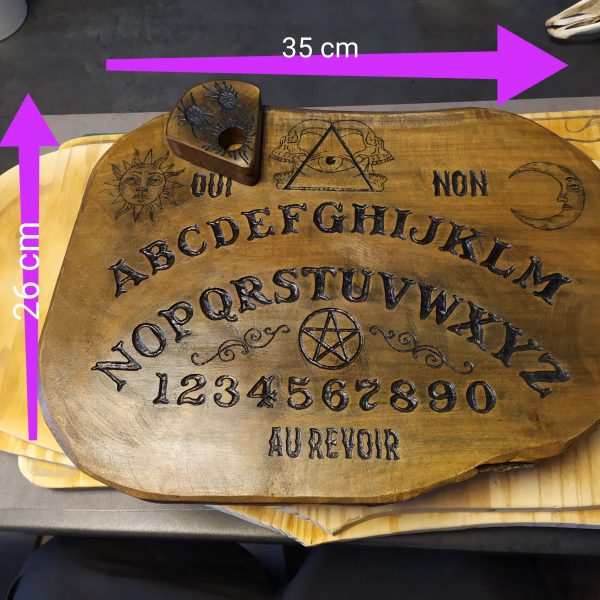 35 cm
26 cm
OUI NON
ABCDEFGHIJKLM
NOPQRSTUVWXYZ
1234567890
AU REVOIR